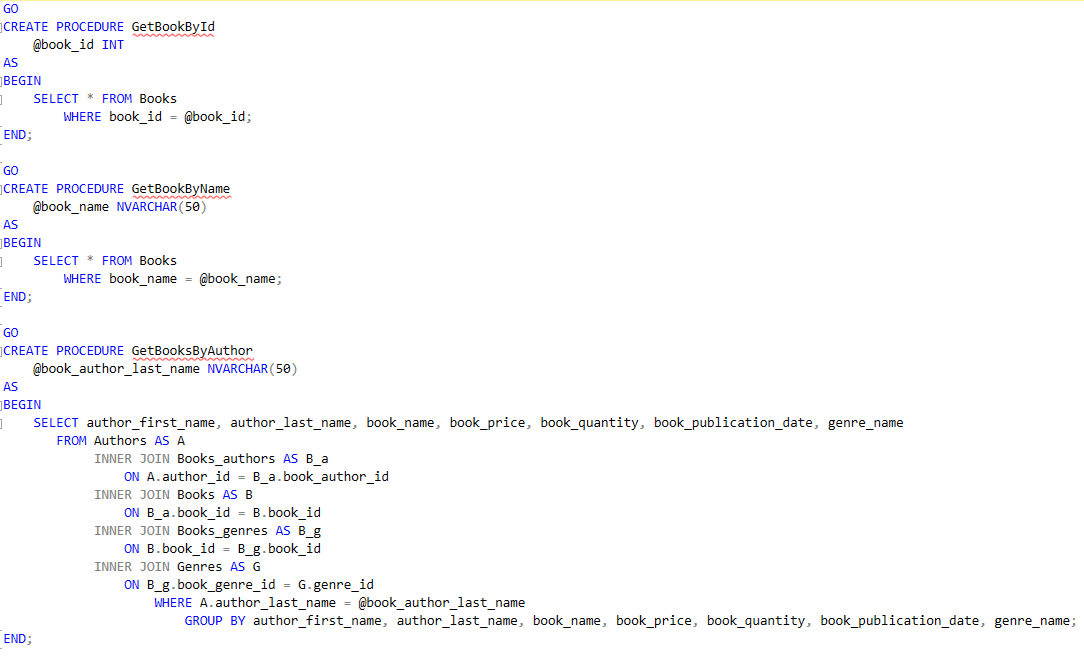 GO
CREATE PROCEDURE GetBookById
    @book_id INT
AS
BEGIN
    SELECT * FROM Books
        WHERE book_id = @book_id;
END;
GO
CREATE PROCEDURE GetBookByName
    @book_name NVARCHAR(50)
AS
BEGIN
    SELECT * FROM Books
        WHERE book_name = @book_name;
END;
GO
CREATE PROCEDURE GetBooksByAuthor
    @book_author_last_name NVARCHAR(50)
AS
BEGIN
    SELECT author_first_name, author_last_name, book_name, book_price, book_quantity, book_publication_date, genre_name
       FROM Authors AS A
            INNER JOIN Books_authors AS B_a
                ON A.author_id = B_a.book_author_id
            INNER JOIN Books AS B
                ON B_a.book_id = B.book_id
            INNER JOIN Books_genres AS B_g
                ON B.book_id = B_g.book_id
            INNER JOIN Genres AS G
                ON B_g.book_genre_id = G.genre_id
                    WHERE A.author_last_name = @book_author_last_name
                        GROUP BY author_first_name, author_last_name, book_name, book_price, book_quantity, book_publication_date, genre_name;
END;